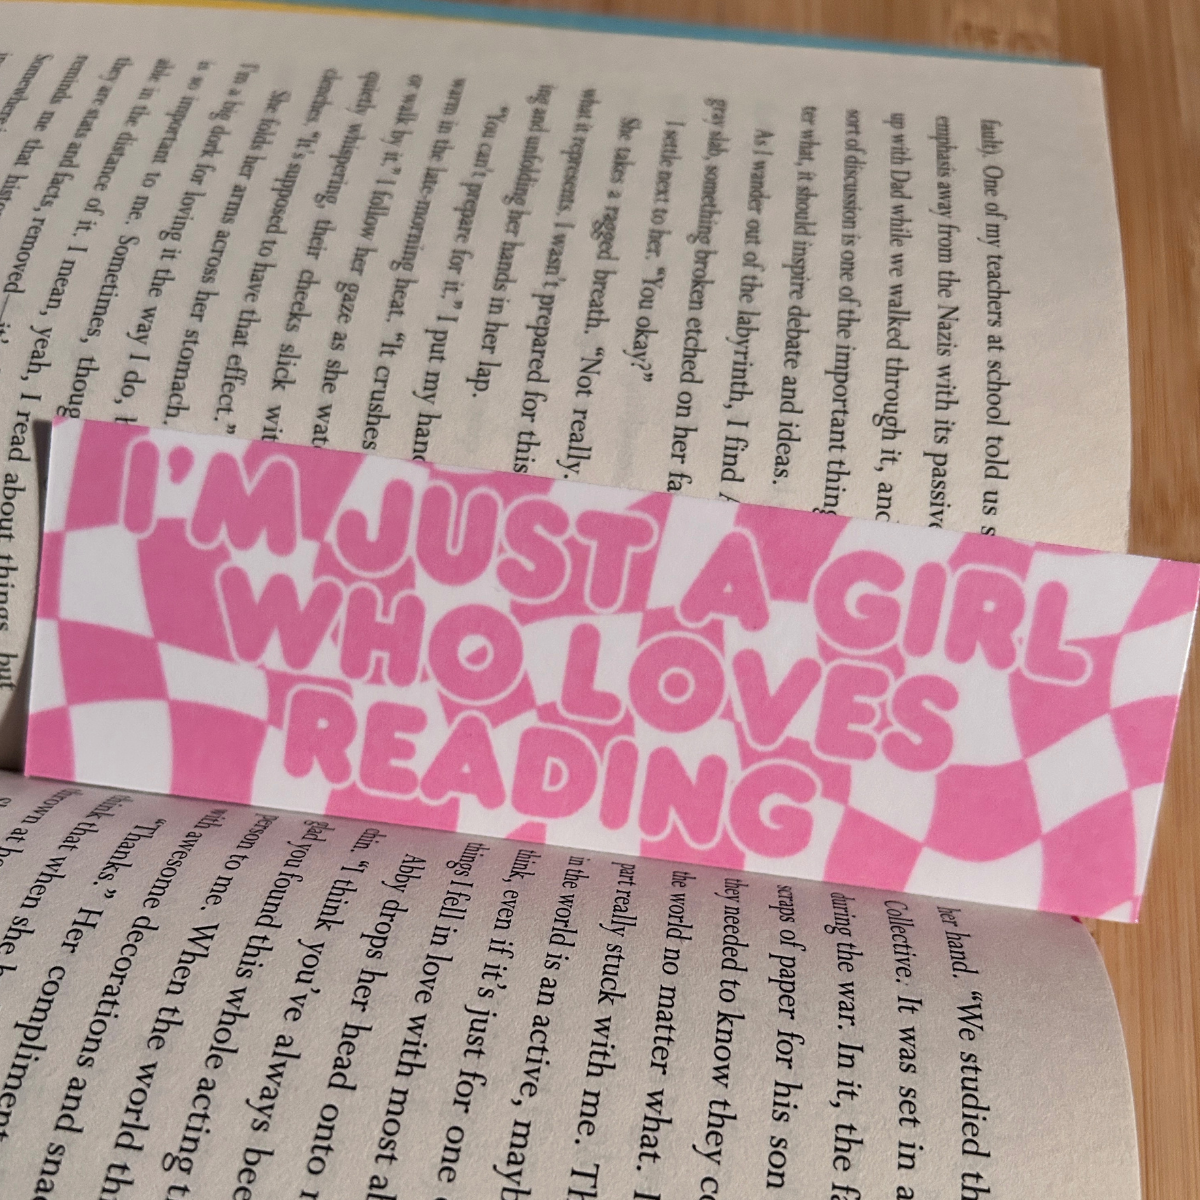 I'M JUST A GIRL
WHO LOVES
READING
fault). One of my teachers at school told us s
emphasis away from the Nazis with its passive
up with Dad while we walked through it, and
sort of discussion is one of the important thing
ter what, it should inspire debate and ideas.
As I wander out of the labyrinth, I find
gray slab, something broken etched on her fa
I settle next to her. “You okay?”
She takes a ragged breath. “Not really.
what it represents. I wasn't prepared for this
ing and unfolding her hands in her lap.
“You can't prepare for it.” I put my hand
warm in the late-morning heat. “It crushes
or walk by it.” I follow her gaze as she wat
quietly whispering, their cheeks slick wit
clenches. “It's supposed to have that effect.”
She folds her arms across her stomach.
I'm a big dork for loving it the way I do, b
is so important to me. Sometimes, thoug
able in the distance of it. I mean, yeah, I read about things, but
they are stats and facts, removed—it'
reminds me that histo
Somewhere i
her hand. “We studied th
Collective. It was set in a
during the war. In it, the fa
scraps of paper for his son
they needed to know they co
the world no matter what. I
part really stuck with me. Th
in the world is an active, mayb
think, even if it's just for one
things I fell in love with most al
Abby drops her head onto
chin “I think you've always bee
glad you found this whole acting t
person to me. When the world th
with awesome decorations and snac
“Thanks.” Her compliment
think that when she h
thrown at he